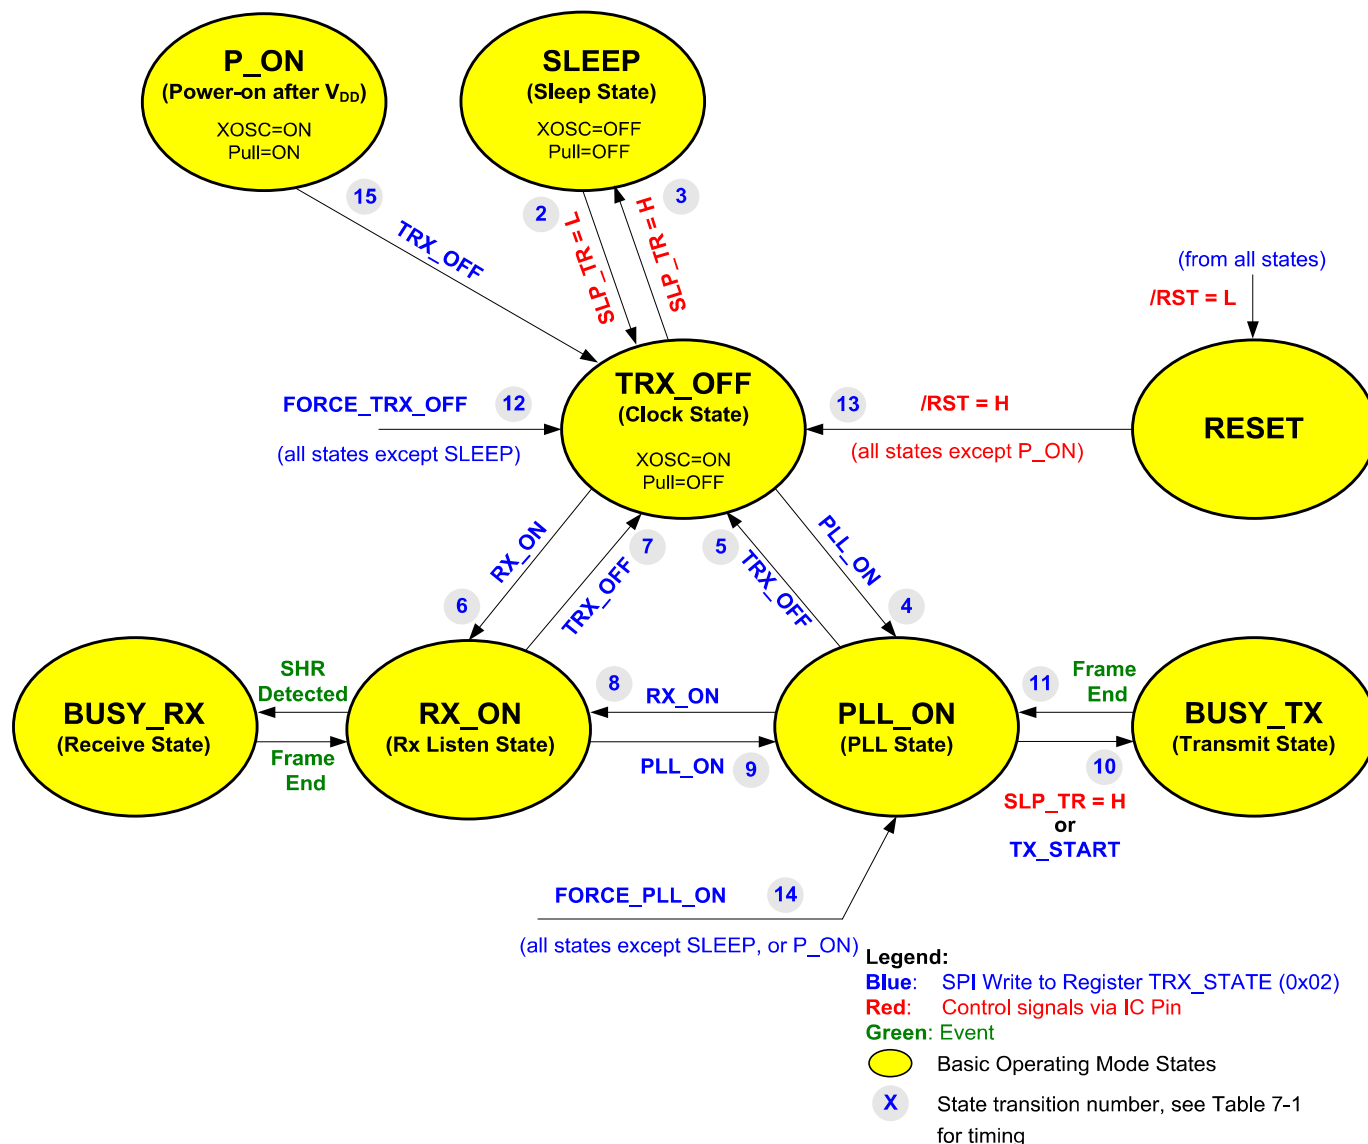 P_ON
(Power-on after VDD)
XOSC=ON
Pull=ON
SLEEP
(Sleep State)
XOSC=OFF
Pull=OFF
15
TRX_OFF
2
SLP_TR = L
SLP_TR = H
3
(from all states)
/RST = L
TRX_OFF
(Clock State)
XOSC=ON
Pull=OFF
FORCE_TRX_OFF
12
(all states except SLEEP)
13
/RST = H
(all states except P_ON)
RESET
RX_ON
6
7
TRX_OFF
5
TRX_OFF
PLL_ON
4
BUSY_RX
(Receive State)
SHR
Detected
Frame
End
RX_ON
(Rx Listen State)
8
RX_ON
PLL_ON
9
PLL_ON
(PLL State)
11
Frame
End
10
SLP_TR = H
or
TX_START
BUSY_TX
(Transmit State)
FORCE_PLL_ON
14
(all states except SLEEP, or P_ON)
Legend:
Blue: SPI Write to Register TRX_STATE (0x02)
Red: Control signals via IC Pin
Green: Event
Basic Operating Mode States
X State transition number, see Table 7-1
for timing